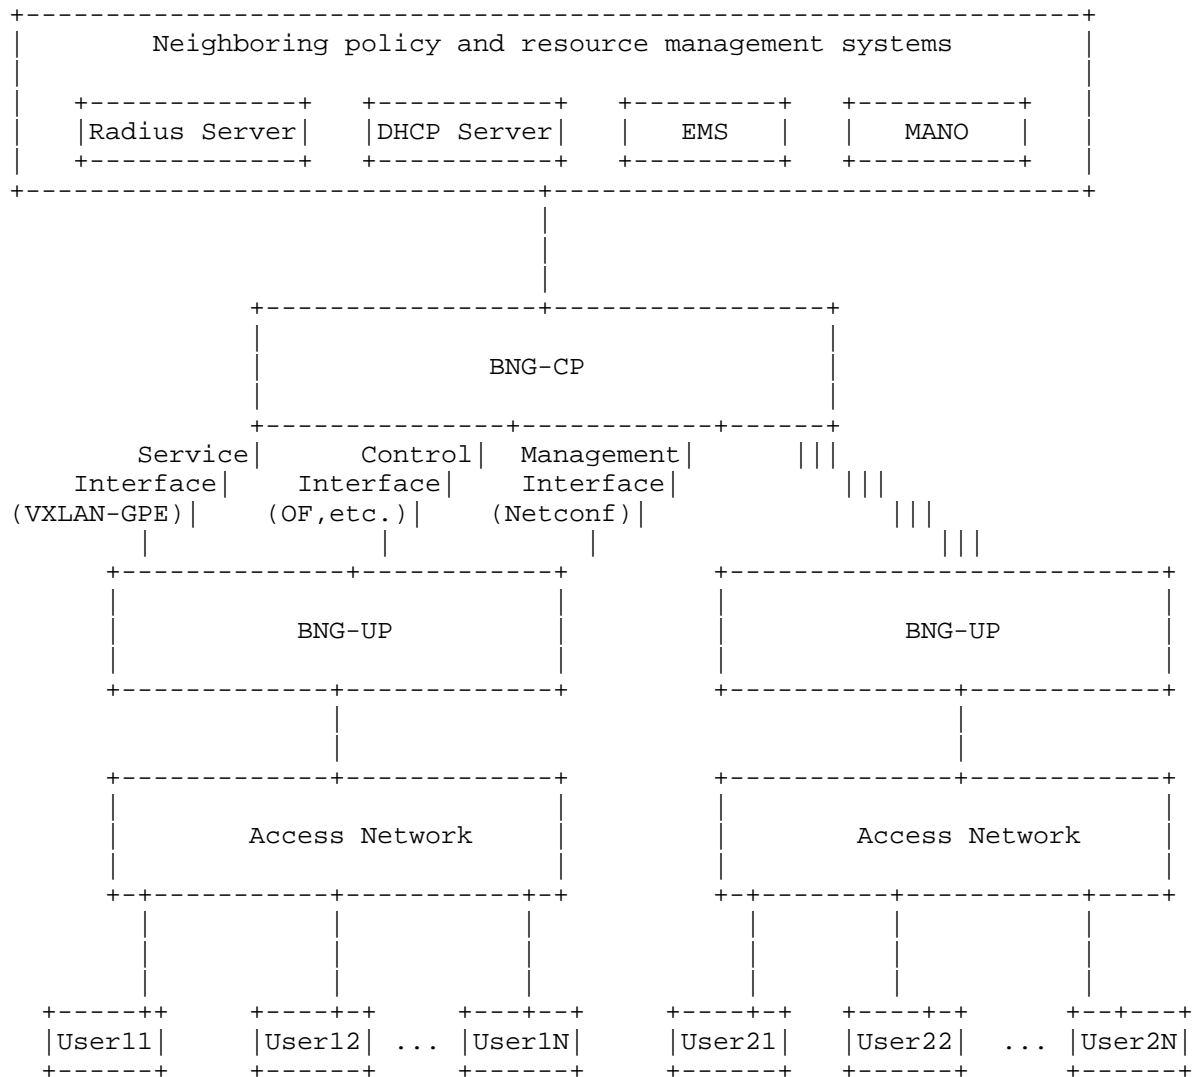 Neighboring policy and resource management systems
Radius Server DHCP Server EMS MANO
BNG-CP
Service Control Management
Interface Interface Interface
(VXLAN-GPE) (OF,etc.) (Netconf)
BNG-UP BNG-UP
Access Network Access Network
User11 User12 ... User1N User21 User22 ... User2N